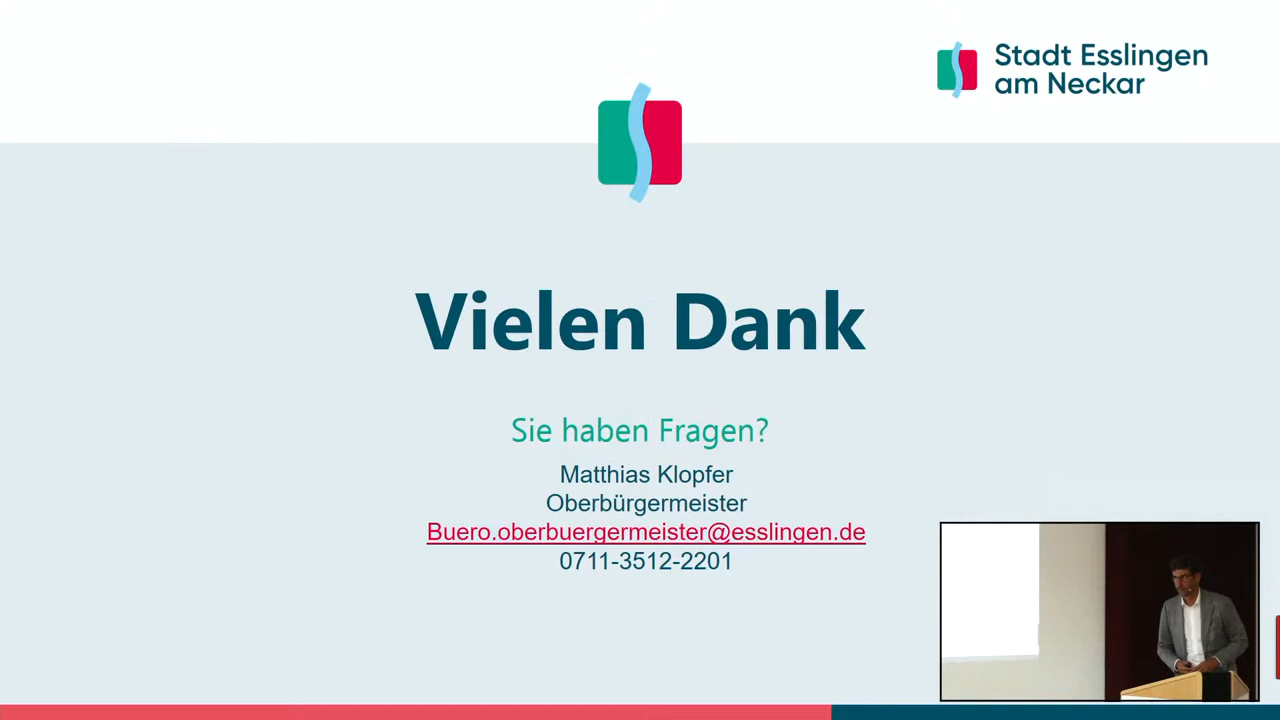 Stadt Esslingen
am Neckar
Vielen Dank
Sie haben Fragen?
Matthias Klopfer
Oberbürgermeister
Buero.oberbuergermeister@esslingen.de
0711-3512-2201